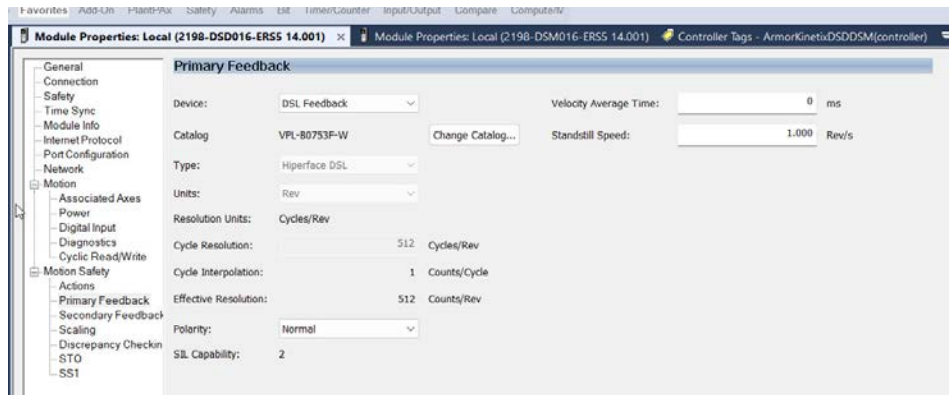 Favorites Add-On PlantPAx Safety Alarms Bit Timer/Counter Input/Output Compare Compute/M
Module Properties: Local (2198-DSD016-ERS5 14.001) × Module Properties: Local (2198-DSM016-ERS5 14.001) Controller Tags - ArmorKinetixDSDDSM(controller)
General
Connection
Safety
Time Sync
Module Info
Internet Protocol
Port Configuration
Network
Motion
Associated Axes
Power
Digital Input
Diagnostics
Cyclic Read/Write
Motion Safety
Actions
Primary Feedback
Secondary Feedback
Scaling
Discrepancy Checkin
STO
SS1
Primary Feedback
Device: DSL Feedback
Catalog VPL-B0753F-W Change Catalog...
Type: Hiperface DSL
Units: Rev
Resolution Units: Cycles/Rev
Cycle Resolution: 512 Cycles/Rev
Cycle Interpolation: 1 Counts/Cycle
Effective Resolution: 512 Counts/Rev
Polarity: Normal
SIL Capability: 2
Velocity Average Time: 0 ms
Standstill Speed: 1.000 Rev/s